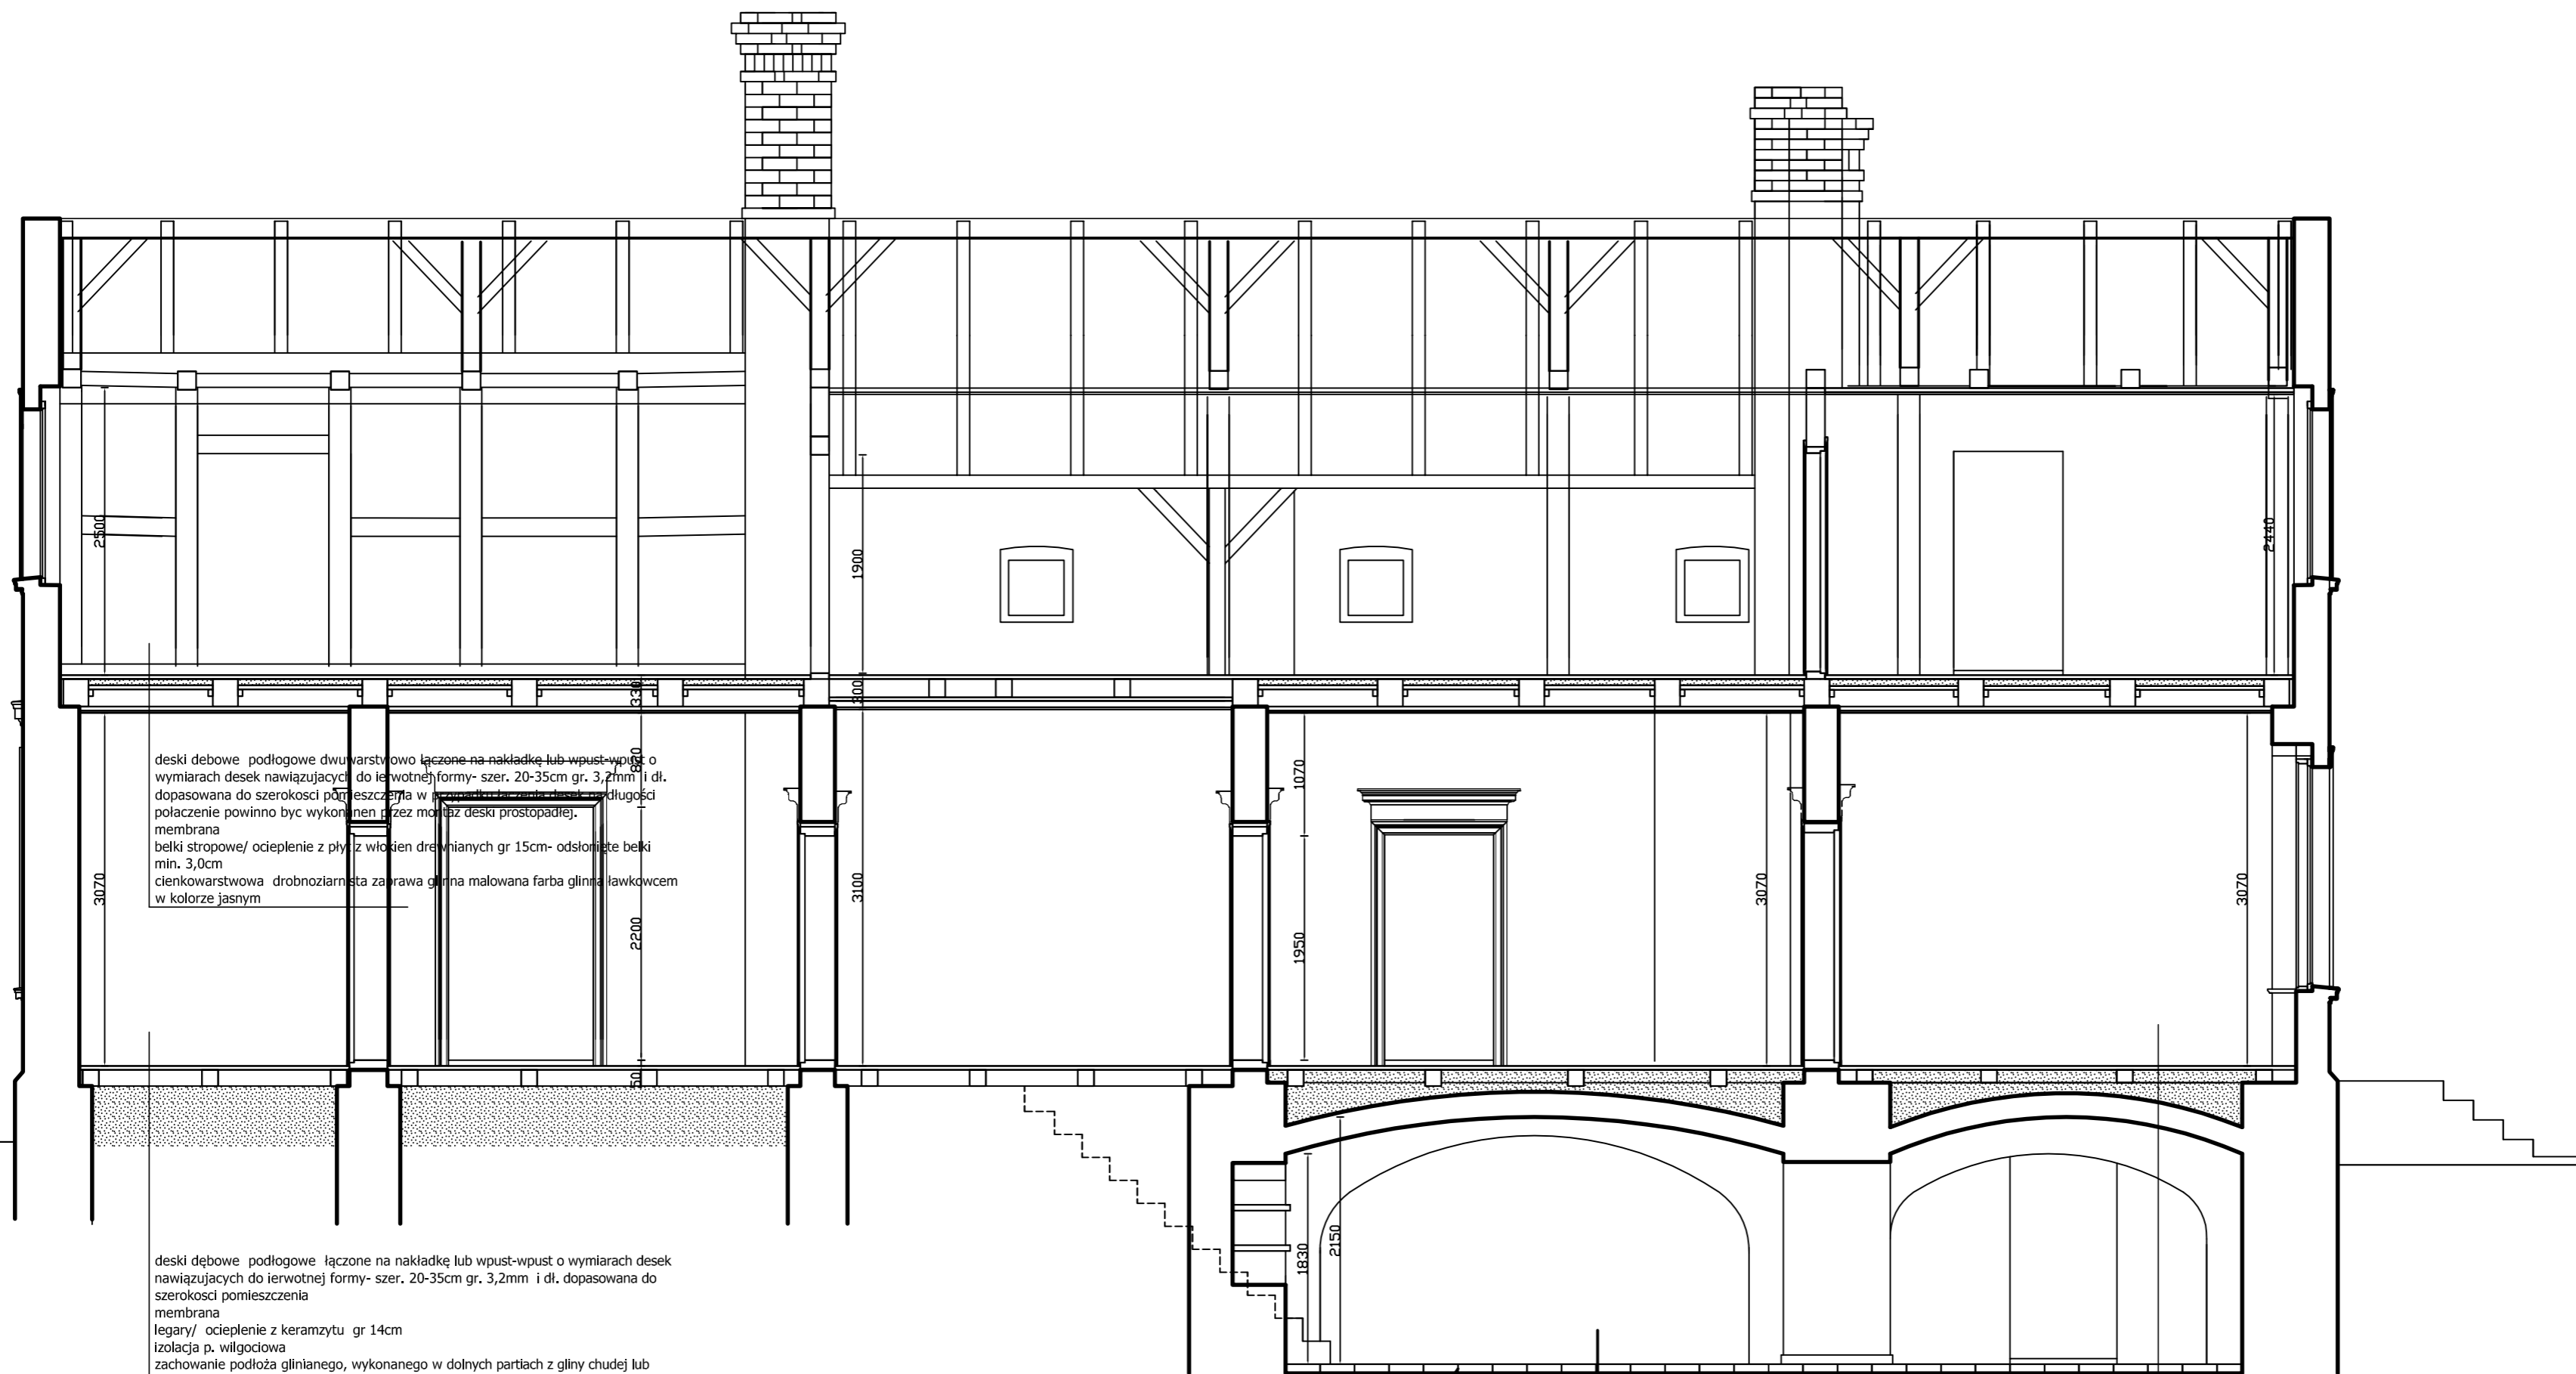 2500
1900
2440
330
300
820
1070
deski debowe podłogowe dwuwarstwowo łączone na nakładkę lub wpust-wpust o
wymiarach desek nawiązujacych do ierwotnej formy- szer. 20-35cm gr. 3,2mm i dł.
dopasowana do szerokosci pomieszczenia w przypadku łaczenia desek na długości
połaczenie powinno byc wykonanen przez montaz deski prostopadłej.
membrana
belki stropowe/ ocieplenie z płyt z włokien drewnianych gr 15cm- odsłonięte belki
min. 3,0cm
cienkowarstwowa drobnoziarnista zaprawa glinna malowana farba glinna ławkowcem
w kolorze jasnym
3070
2200
3100
1950
3070
3070
50
1830
2150
deski dębowe podłogowe łączone na nakładkę lub wpust-wpust o wymiarach desek
nawiązujacych do ierwotnej formy- szer. 20-35cm gr. 3,2mm i dł. dopasowana do
szerokosci pomieszczenia
membrana
legary/ ocieplenie z keramzytu gr 14cm
izolacja p. wilgociowa
zachowanie podłoża glinianego, wykonanego w dolnych partiach z gliny chudej lub